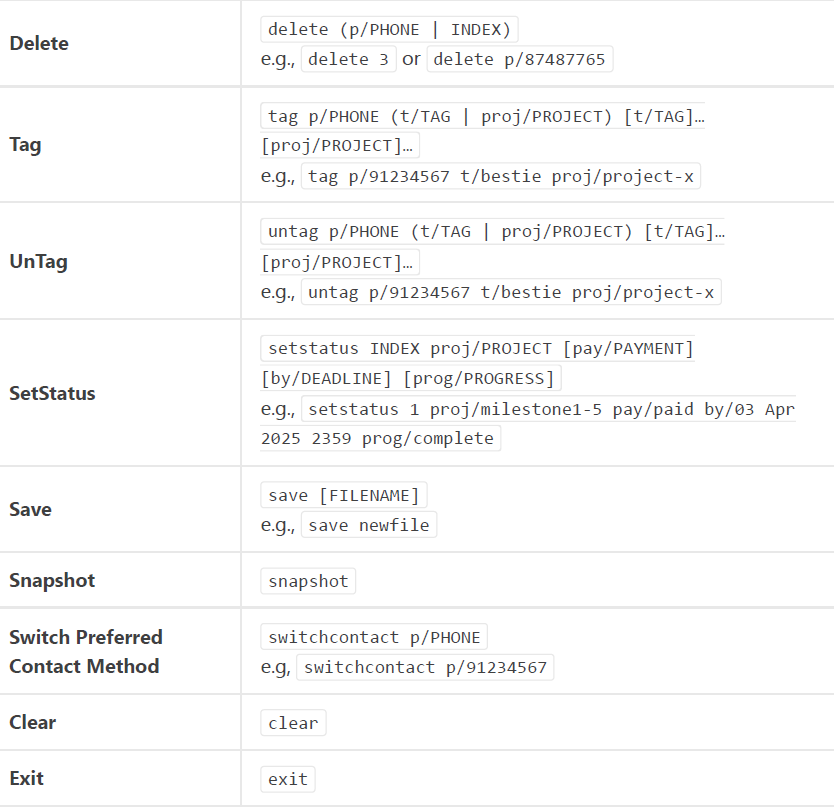 Delete
delete (p/PHONE | INDEX)
e.g., delete 3 or delete p/87487765
Tag
tag p/PHONE (t/TAG | proj/PROJECT) [t/TAG]…
[proj/PROJECT]…
e.g., tag p/91234567 t/bestie proj/project-x
UnTag
untag p/PHONE (t/TAG | proj/PROJECT) [t/TAG]…
[proj/PROJECT]…
e.g., untag p/91234567 t/bestie proj/project-x
SetStatus
setstatus INDEX proj/PROJECT [pay/PAYMENT]
[by/DEADLINE] [prog/PROGRESS]
e.g., setstatus 1 proj/milestone1-5 pay/paid by/03 Apr
2025 2359 prog/complete
Save
save [FILENAME]
e.g., save newfile
Snapshot
snapshot
Switch Preferred
Contact Method
switchcontact p/PHONE
e.g, switchcontact p/91234567
Clear
clear
Exit
exit